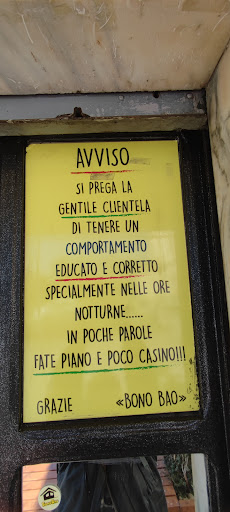 AVVISO
SI PREGA LA
GENTILE CLIENTELA
DI TENERE UN
COMPORTAMENTO
EDUCATO E CORRETTO
SPECIALMENTE NELLE ORE
NOTTURNE......
IN POCHE PAROLE
FATE PIANO E POCO CASINO!!!
GRAZIE «BONO BAO»